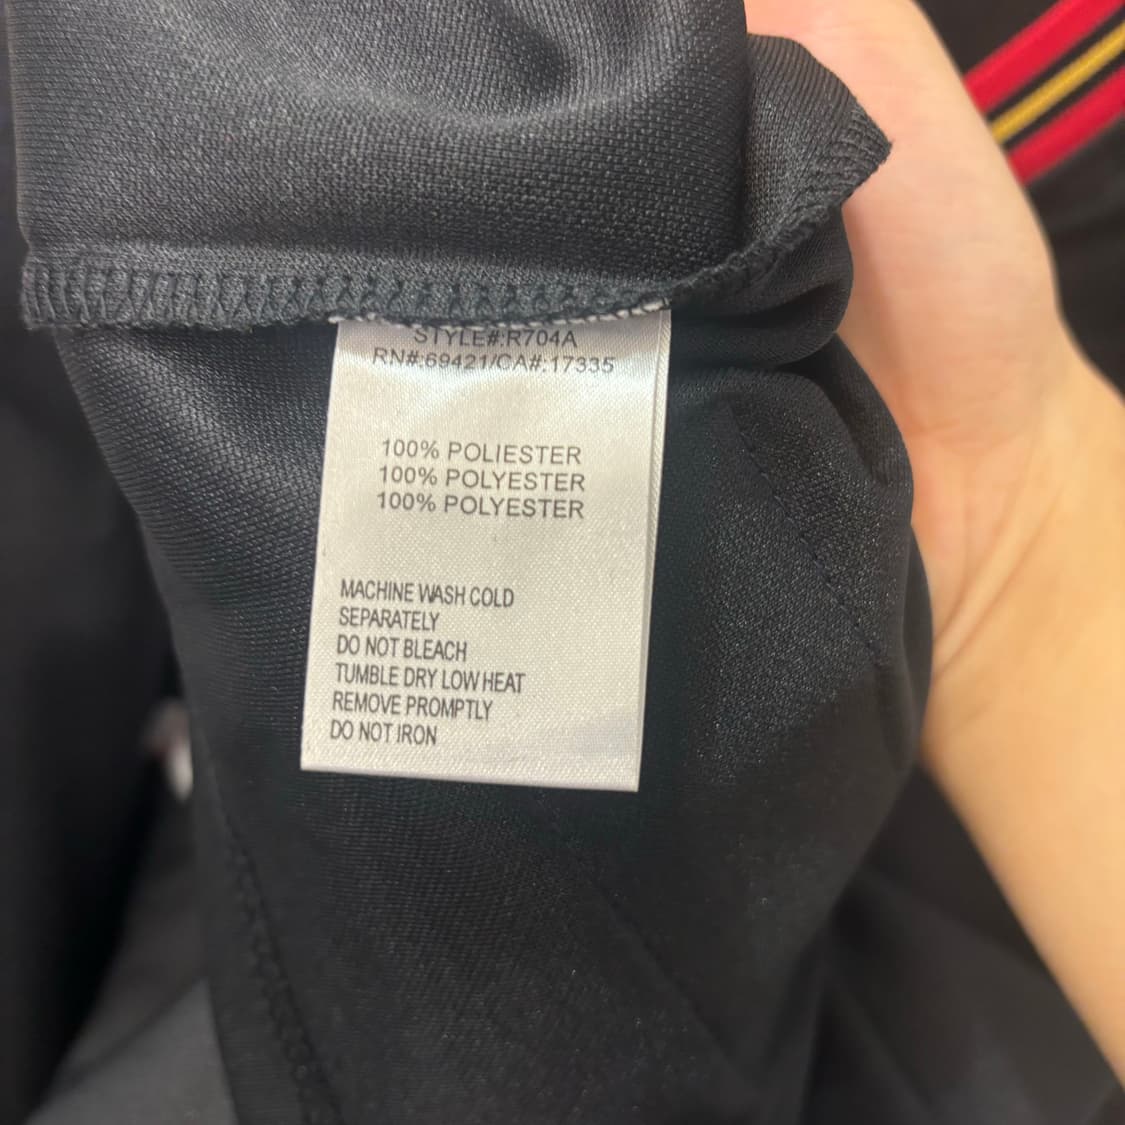 STYLE#:R704A
RN#:69421/CA#:17335
100% POLIESTER
100% POLYESTER
100% POLYESTER
MACHINE WASH COLD
SEPARATELY
DO NOT BLEACH
TUMBLE DRY LOW HEAT
REMOVE PROMPTLY
DO NOT IRON